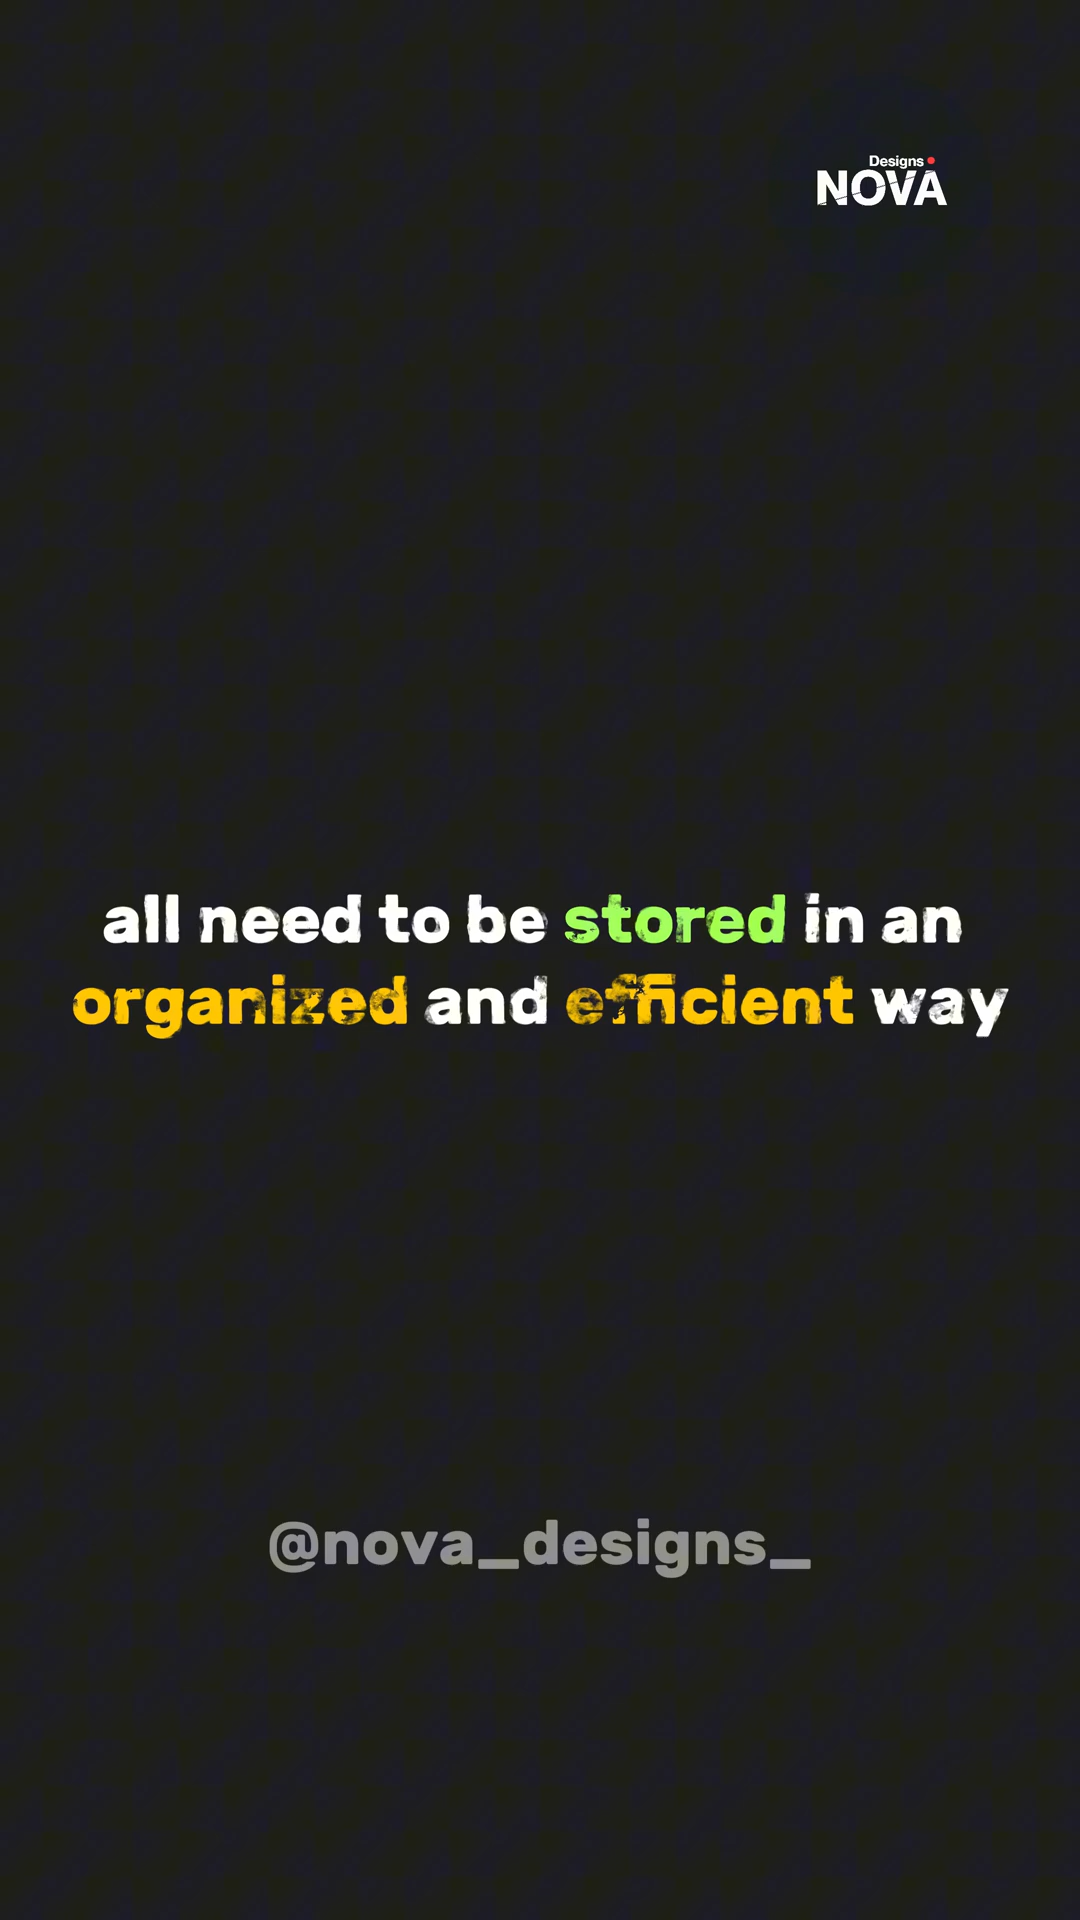 Designs
NOVA
all need to be stored in an
organized and efficient way
@nova_designs_